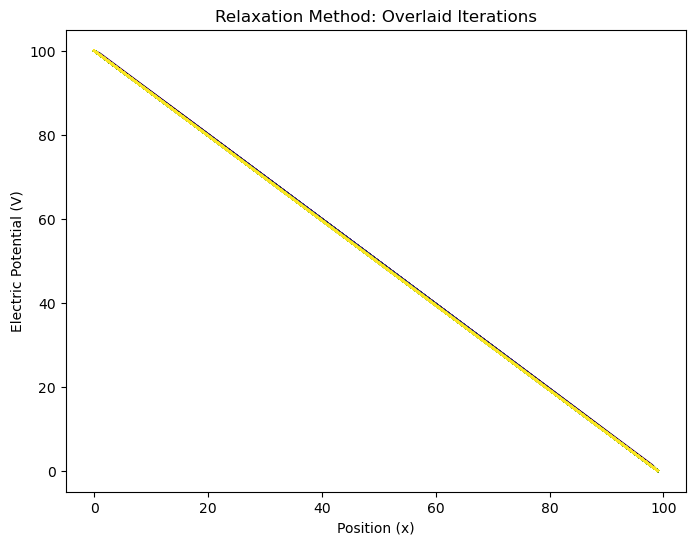 Relaxation Method: Overlaid Iterations
Electric Potential (V)
100
80
60
40
20
0
0 20 40 60 80 100
Position (x)